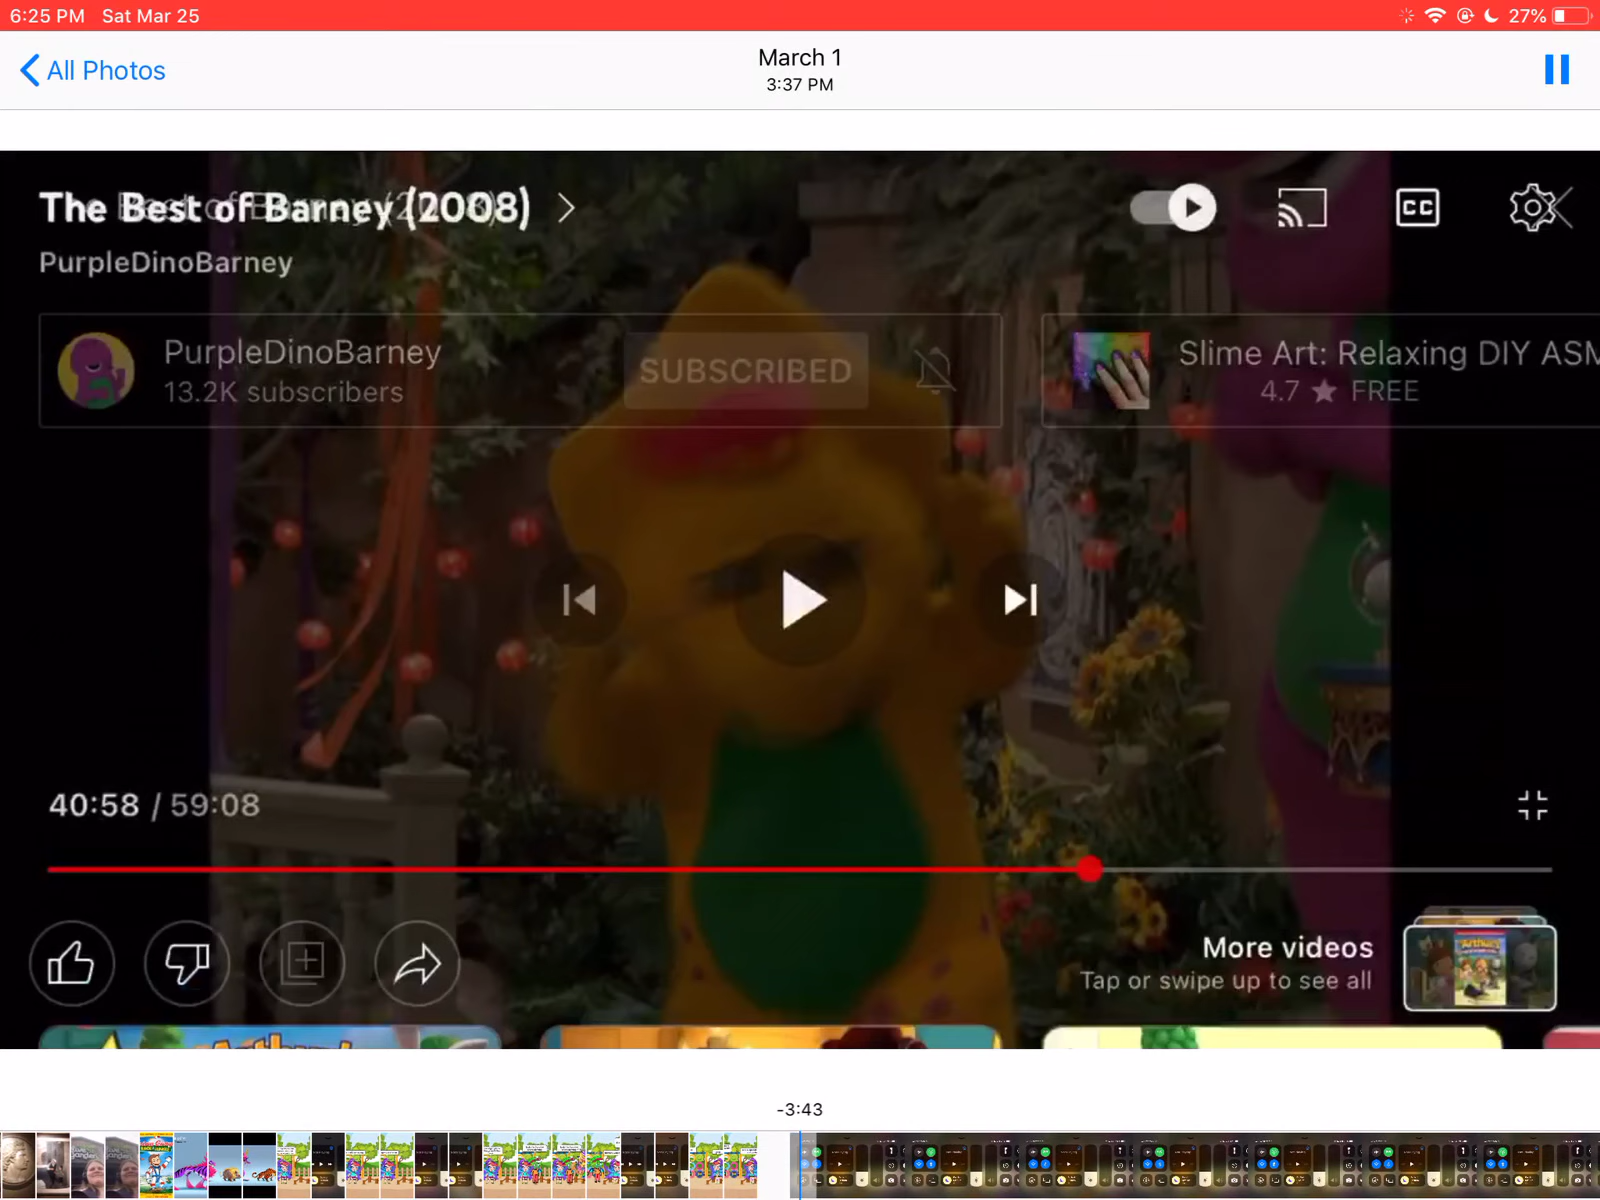 6:25 PM Sat Mar 25
27%
All Photos
March 1
3:37 PM
The Best of Barney (2008)
PurpleDinoBarney
CC
PurpleDinoBarney
13.2K subscribers
SUBSCRIBED
Slime Art: Relaxing DIY ASM
4.7 ★ FREE
40:58 / 59:08
More videos
Tap or swipe up to see all
-3:43